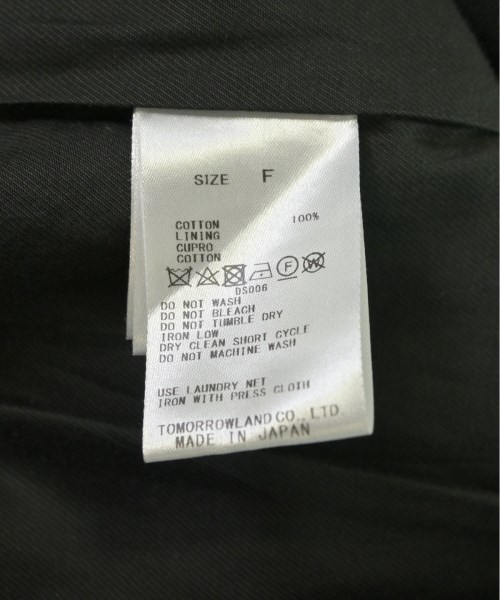 SIZE F
COTTON 100%
LINING
CUPRO
COTTON
F W
DS006
DO NOT WASH
DO NOT BLEACH
DO NOT TUMBLE DRY
IRON LOW
DRY CLEAN SHORT CYCLE
DO NOT MACHINE WASH
USE LAUNDRY NET
IRON WITH PRESS CLOTH
TOMORROWLAND CO., LTD.
MADE IN JAPAN